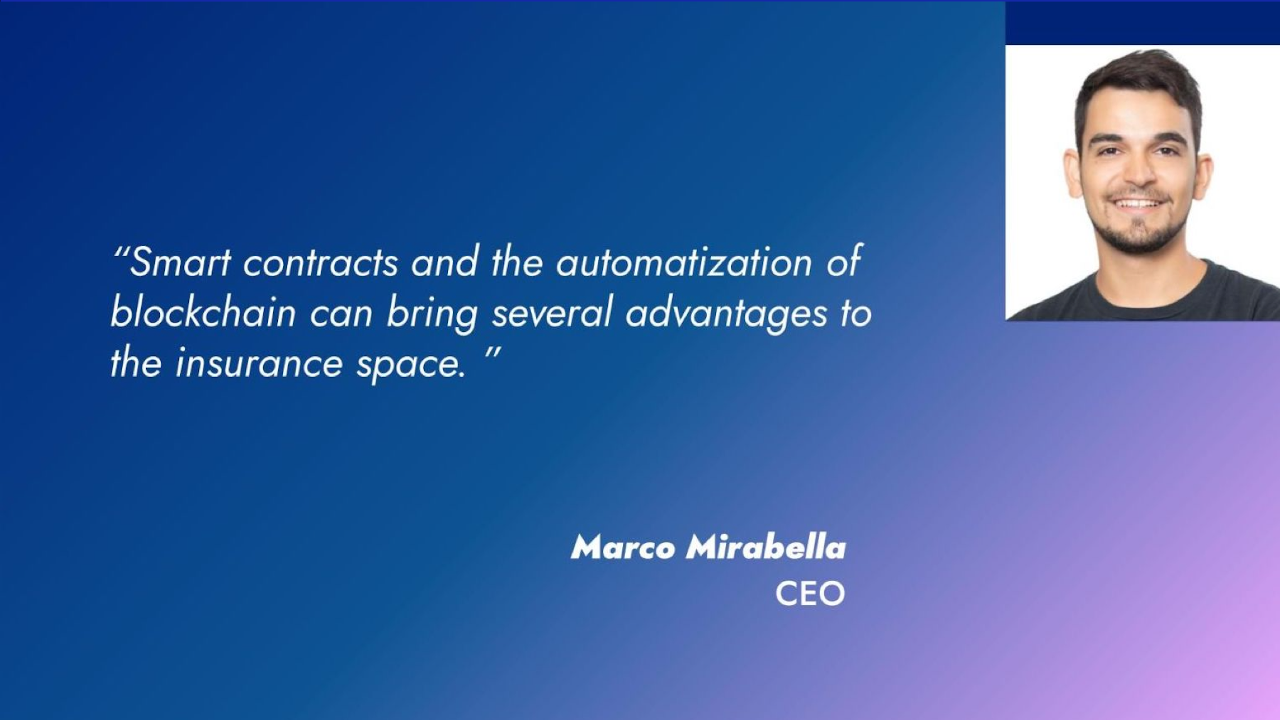 “Smart contracts and the automatization of
blockchain can bring several advantages to
the insurance space. ”
Marco Mirabella
CEO